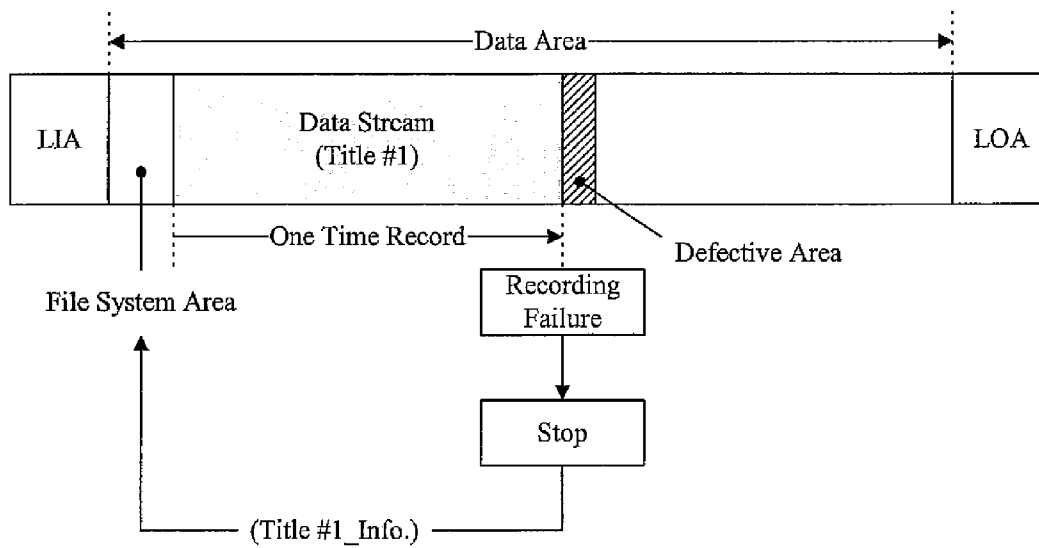 Data Area
LIA
Data Stream
(Title #1)
LOA
One Time Record
Defective Area
File System Area
Recording
Failure
Stop
(Title #1_Info.)